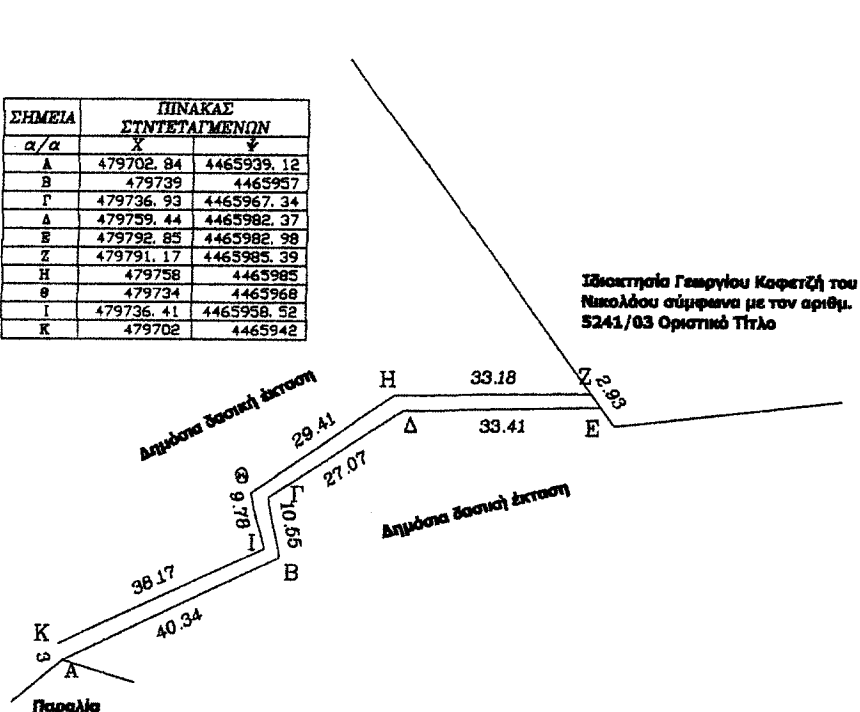 ΣΗΜΕΙΑ ΠΙΝΑΚΑΣ ΣΥΝΤΕΤΑΓΜΕΝΩΝ
α/α Χ Ψ
Α 479702.84 4465939.12
Β 479739 4465957
Γ 479736.93 4465967.34
Δ 479759.44 4465982.37
Ε 479792.85 4465982.98
Ζ 479791.17 4465985.39
Η 479758 4465985
Θ 479734 4465968
Ι 479736.41 4465958.52
Κ 479702 4465942
Ιδιοκτησία Γεωργίου Καφετζή του
Νικολάου σύμφωνα με τον αριθμ.
5241/03 Οριστικό Τίτλο
Η 33.18 Ζ 2.93
Δημόσια δασική έκταση
29.41
Δ 33.41 Ε
27.07
Θ 9.78 Γ 10.55
Δημόσια δασική έκταση
Ι
Β
38.17
40.34
Κ
3 Α
Παραλία